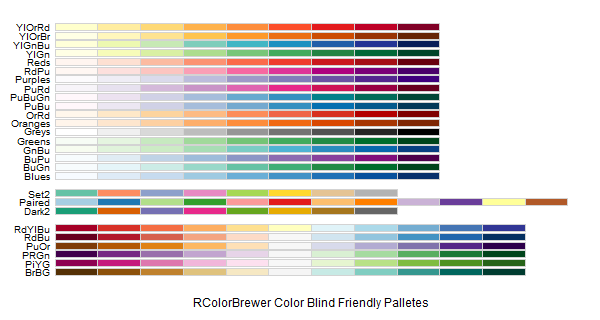 YlOrRd
YlOrBr
YlGnBu
YlGn
Reds
RdPu
Purples
PuRd
PuBuGn
PuBu
OrRd
Oranges
Greys
Greens
GnBu
BuPu
BuGn
Blues
Set2
Paired
Dark2
RdYlBu
RdBu
PuOr
PRGn
PiYG
BrBG
RColorBrewer Color Blind Friendly Palletes